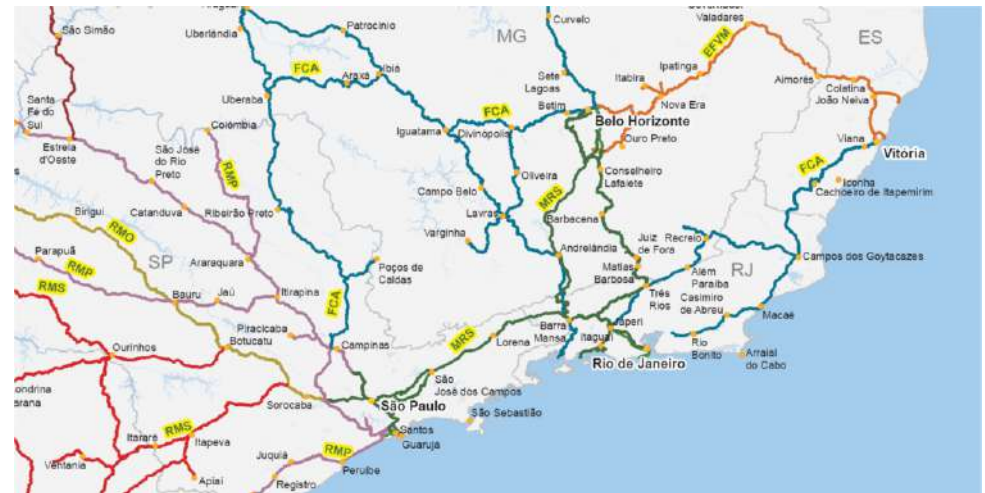 Patrocínio
Curvelo
Valadares
São Simão
Uberlândia
MG
ES
EFVM
Ibiá
FCA
Araxá
Sete
Lagoas
Itabira
Ipatinga
Aimorés
Colatina
João Neiva
Uberaba
Betim
Nova Era
FCA
Belo Horizonte
Santa
Fé do
Sul
Colômbia
Iguatama
Divinópolis
Ouro Preto
Viana
Vitória
Estrela
d'Oeste
São José
do Rio
Preto
RMP
Oliveira
Conselheiro
Lafaiete
FCA
Iconha
Cachoeiro de Itapemirim
Campo Belo
MRS
Birigui
Catanduva
Ribeirão Preto
Lavras
Barbacena
RMO
Varginha
Juiz
de Fora
Recreio
Parapuã
SP
Araraquara
Andrelândia
Campos dos Goytacazes
RMP
Poços de
Caldas
Matias
Barbosa
Além
Paraíba
RJ
RMS
Bauru
Jaú
Itirapina
FCA
Três
Rios
Casimiro
de Abreu
Macaé
Piracicaba
Barra
Mansa
Japeri
Botucatu
MRS
Lorena
Itaguaí
Rio
Bonito
Ourinhos
Campinas
Rio de Janeiro
Arraial
do Cabo
São
José dos Campos
Sorocaba
São Paulo
São Sebastião
RMS
Santos
Guarujá
Itararé
Itapeva
RMP
Ventania
Juquiá
Peruíbe
Apiaí
Registro